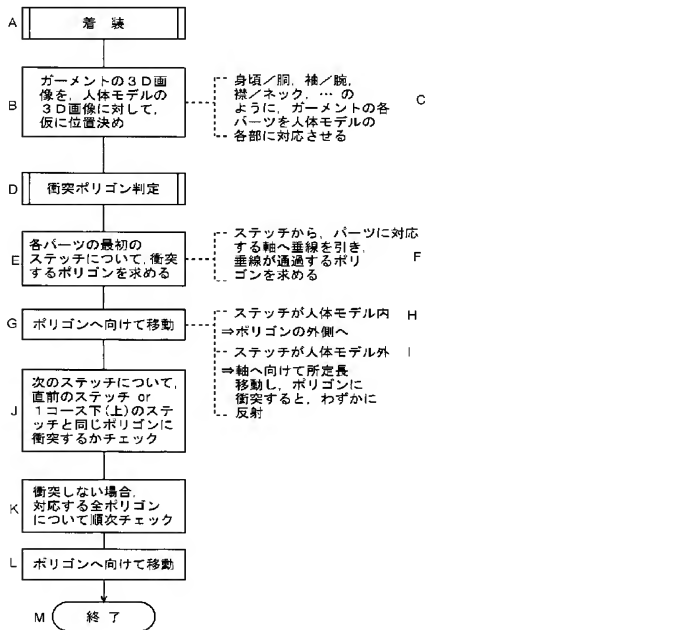 A
着 装
B
ガーメントの3D画
像を、人体モデルの
3D画像に対して、
仮に位置決め
身頃/胴、袖/腕、
襟/ネック、… の
ように、ガーメントの各
パーツを人体モデルの
各部に対応させる
C
D
衝突ポリゴン判定
E
各パーツの最初の
ステッチについて、衝突
するポリゴンを求める
ステッチから、パーツに対応
する軸へ垂線を引き、
垂線が通過するポリ
ゴンを求める
F
G
ポリゴンへ向けて移動
ステッチが人体モデル内
H
⇒ポリゴンの外側へ
ステッチが人体モデル外
I
⇒軸へ向けて所定長
移動し、ポリゴンに
衝突すると、わずかに
反射
J
次のステッチについて、
直前のステッチ or
1コース下(上)のステ
ッチと同じポリゴンに
衝突するかチェック
K
衝突しない場合、
対応する全ポリゴン
について順次チェック
L
ポリゴンへ向けて移動
M
終 了